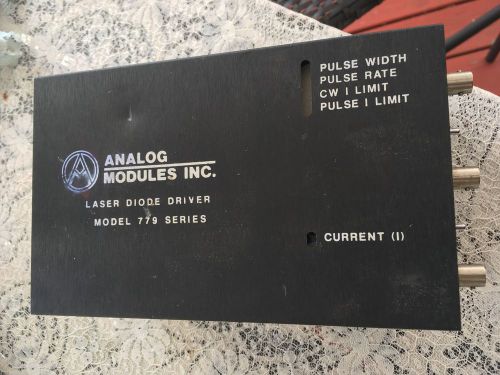 PULSE WIDTH
PULSE RATE
CW I LIMIT
PULSE I LIMIT
A
ANALOG
MODULES INC.
LASER DIODE DRIVER
MODEL 779 SERIES
CURRENT (I)